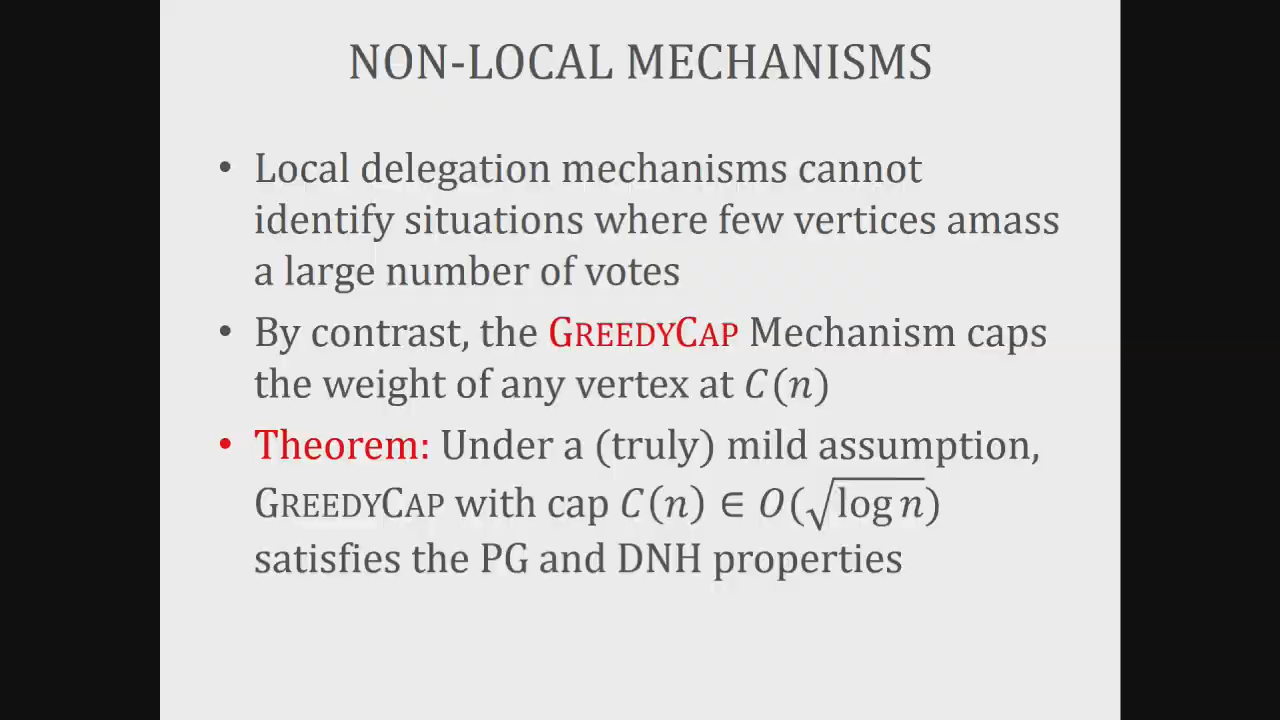 NON-LOCAL MECHANISMS
• Local delegation mechanisms cannot
identify situations where few vertices amass
a large number of votes
• By contrast, the GREEDYCAP Mechanism caps
the weight of any vertex at C(n)
• Theorem: Under a (truly) mild assumption,
GREEDYCAP with cap C(n) ∈ O(√log n)
satisfies the PG and DNH properties